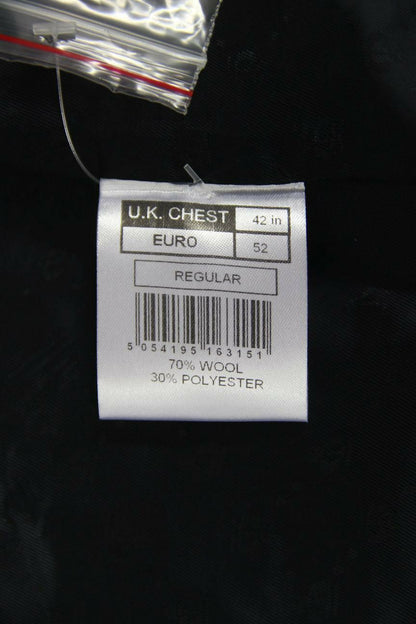 U.K. CHEST 42 in
EURO 52
REGULAR
5 054195 163151
70% WOOL
30% POLYESTER